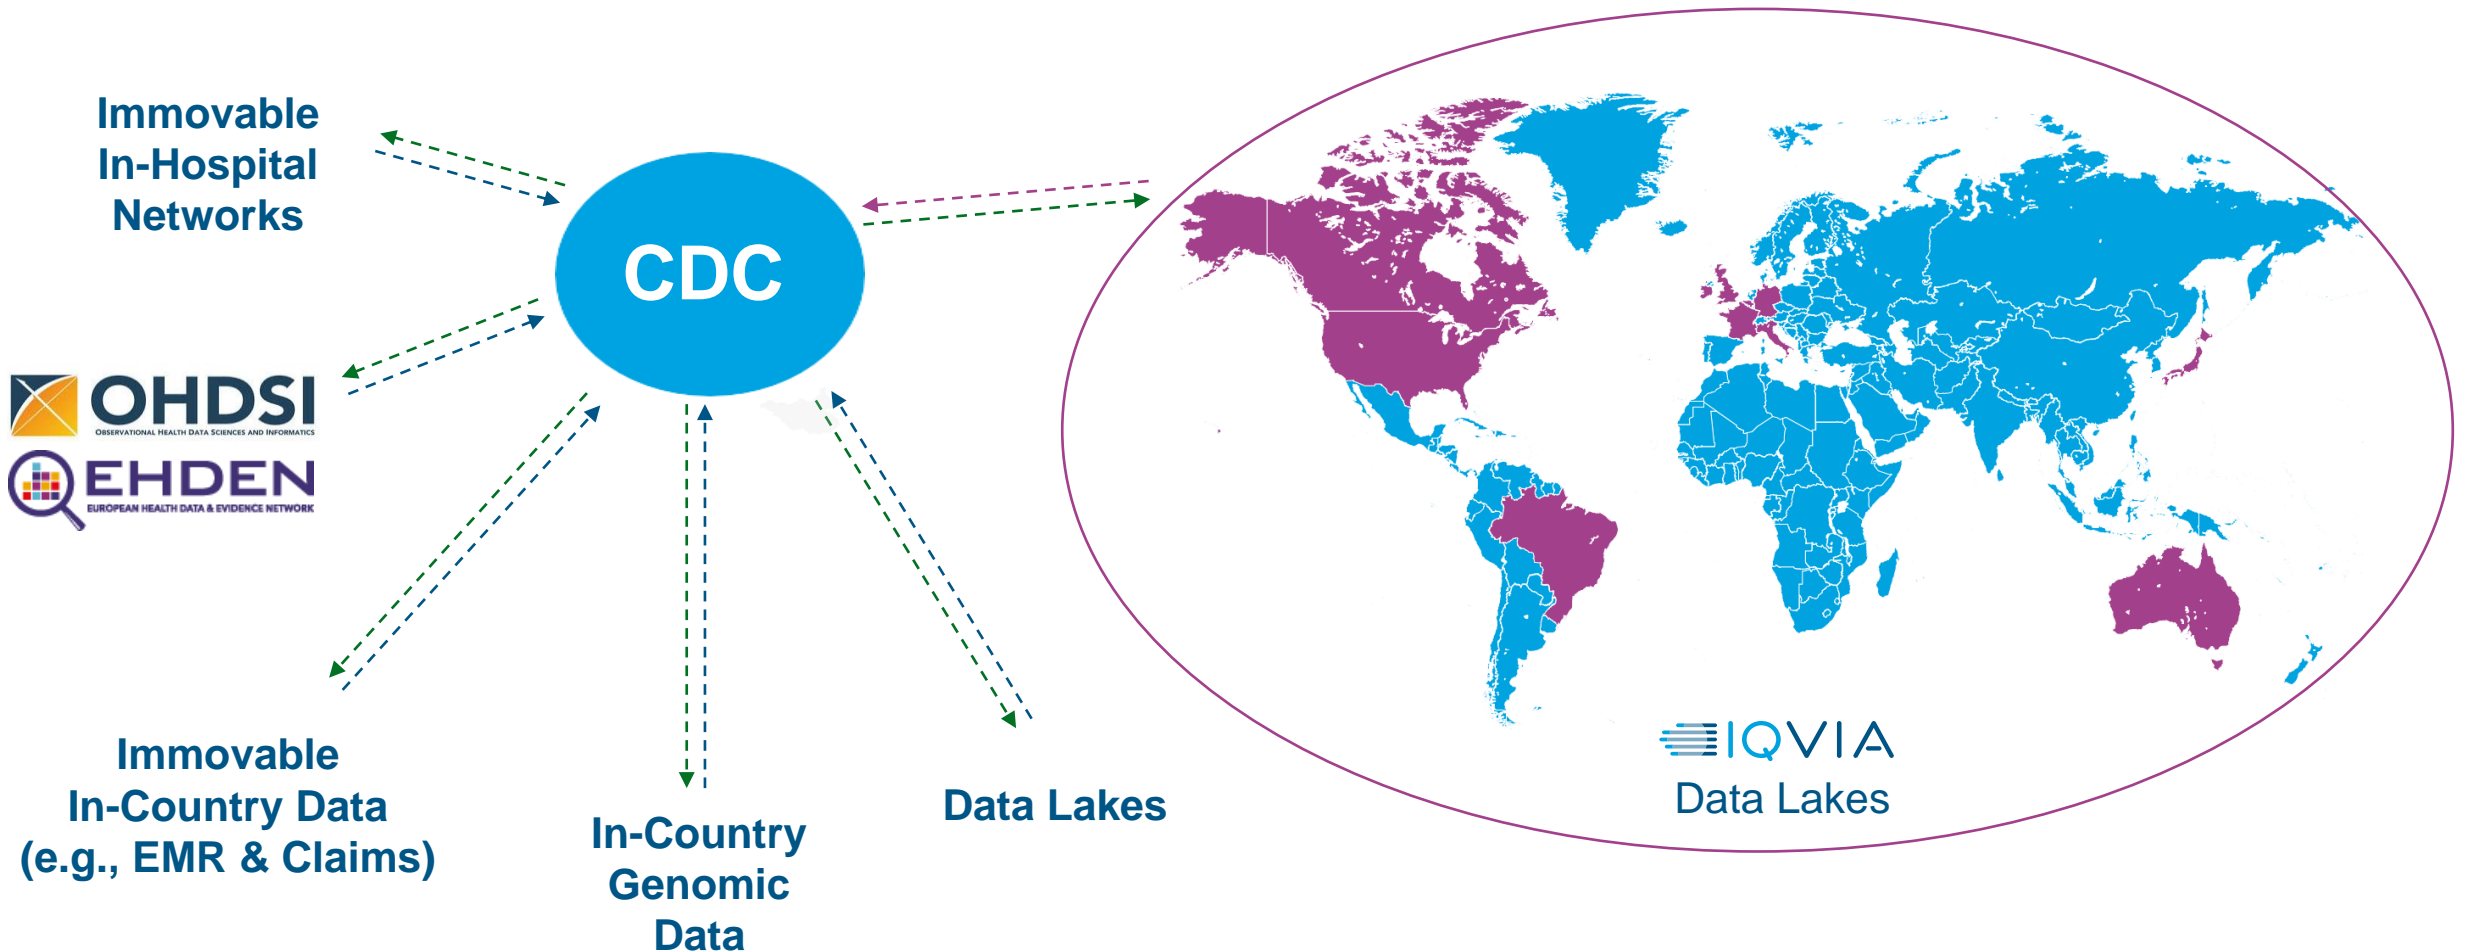 Immovable
In-Hospital
Networks
CDC
OHDSI
OBSERVATIONAL HEALTH DATA SCIENCES AND INFORMATICS
EHDEN
EUROPEAN HEALTH DATA & EVIDENCE NETWORK
Immovable
In-Country Data
(e.g., EMR & Claims)
In-Country
Genomic
Data
Data Lakes
IQVIA
Data Lakes